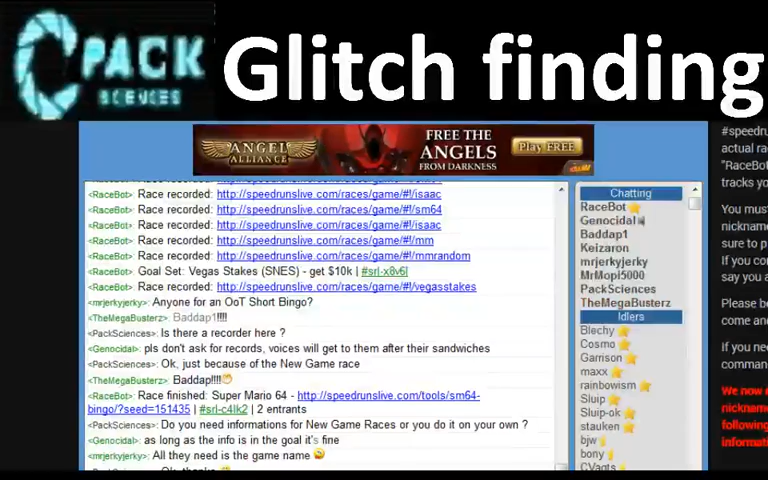 PACK
SCIENCES
Glitch finding
ANGEL
ALLIANCE
FREE THE
ANGELS
FROM DARKNESS
Play FREE
<RaceBot> Race recorded: http://speedrunslive.com/races/game/#!/isaac
<RaceBot> Race recorded: http://speedrunslive.com/races/game/#!/sm64
<RaceBot> Race recorded: http://speedrunslive.com/races/game/#!/isaac
<RaceBot> Race recorded: http://speedrunslive.com/races/game/#!/mm
<RaceBot> Race recorded: http://speedrunslive.com/races/game/#!/mmrandom
<RaceBot> Goal Set: Vegas Stakes (SNES) - get $10k | #srl-x8v6l
<RaceBot> Race recorded: http://speedrunslive.com/races/game/#!/vegasstakes
<mrjerkyjerky>: Anyone for an OoT Short Bingo?
<TheMegaBusterz>: Baddap1!!!!
<PackSciences>: Is there a recorder here ?
<Genocidal>: pls don't ask for records, voices will get to them after their sandwiches
<PackSciences>: Ok, just because of the New Game race
<TheMegaBusterz>: Baddap!!!!
<RaceBot> Race finished: Super Mario 64 - http://speedrunslive.com/tools/sm64-
bingo/?seed=151435 | #srl-c4lk2 | 2 entrants
<PackSciences>: Do you need informations for New Game Races or you do it on your own ?
<Genocidal>: as long as the info is in the goal it's fine
<mrjerkyjerky>: All they need is the game name
Chatting
RaceBot
Genocidal
Baddap1
Keizaron
mrjerkyjerky
MrMopi5000
PackSciences
TheMegaBusterz
Idlers
Blechy
Cosmo
Garrison
maxx
rainbowism
Sluip
Sluip-ok
stauken
bjw
bony
CVagts
#speedru
actual ra
"RaceBot
tracks yo
You must
nickname
sure to p
If you co
say you a
Please be
come and
If you ne
comman
We now
nickname
following
informati